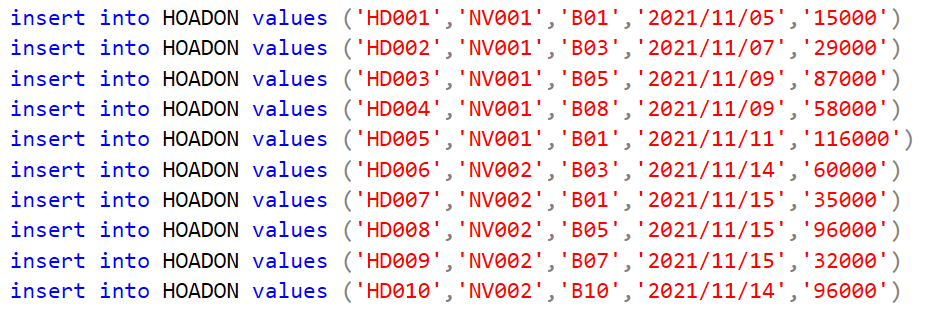 insert into HOADON values ('HD001','NV001','B01','2021/11/05','15000')
insert into HOADON values ('HD002','NV001','B03','2021/11/07','29000')
insert into HOADON values ('HD003','NV001','B05','2021/11/09','87000')
insert into HOADON values ('HD004','NV001','B08','2021/11/09','58000')
insert into HOADON values ('HD005','NV001','B01','2021/11/11','116000')
insert into HOADON values ('HD006','NV002','B03','2021/11/14','60000')
insert into HOADON values ('HD007','NV002','B01','2021/11/15','35000')
insert into HOADON values ('HD008','NV002','B05','2021/11/15','96000')
insert into HOADON values ('HD009','NV002','B07','2021/11/15','32000')
insert into HOADON values ('HD010','NV002','B10','2021/11/14','96000')